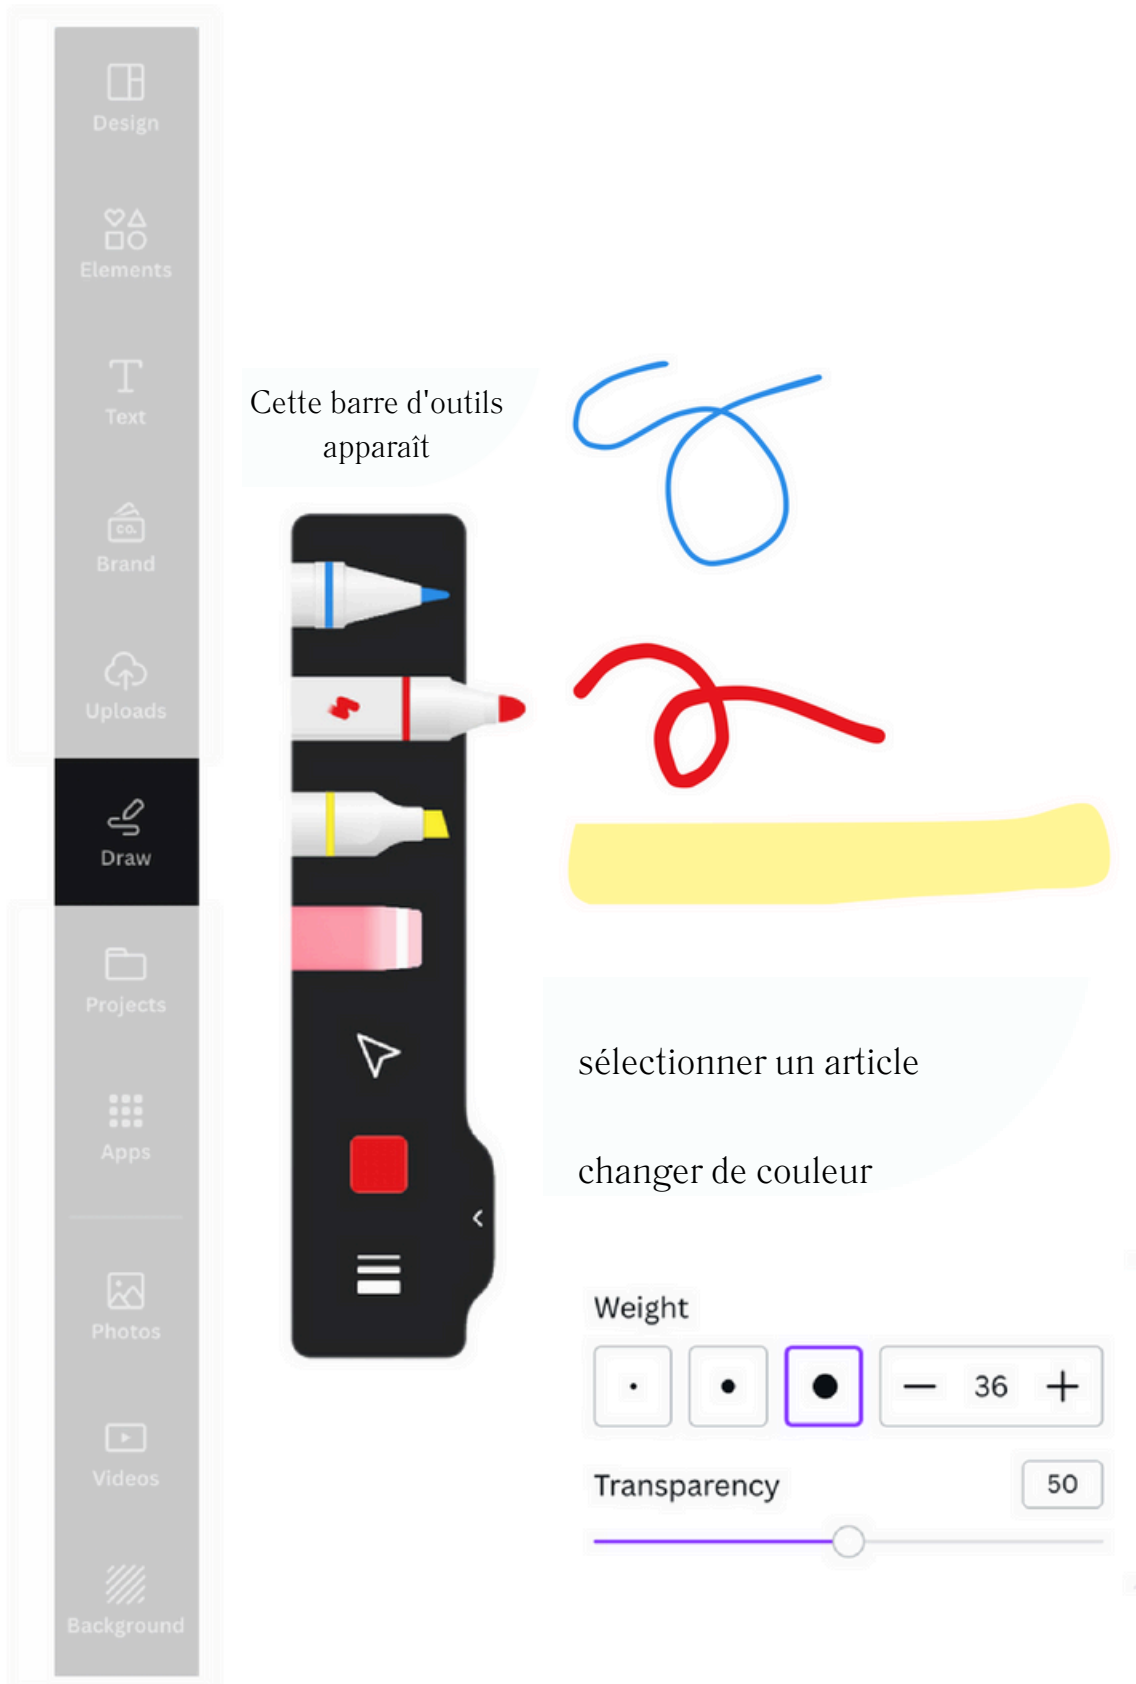 Design
Elements
Text
CO.
Brand
Uploads
Draw
Projects
Apps
Photos
Videos
Background
Cette barre d'outils
apparaît
sélectionner un article
changer de couleur
Weight
36
Transparency
50